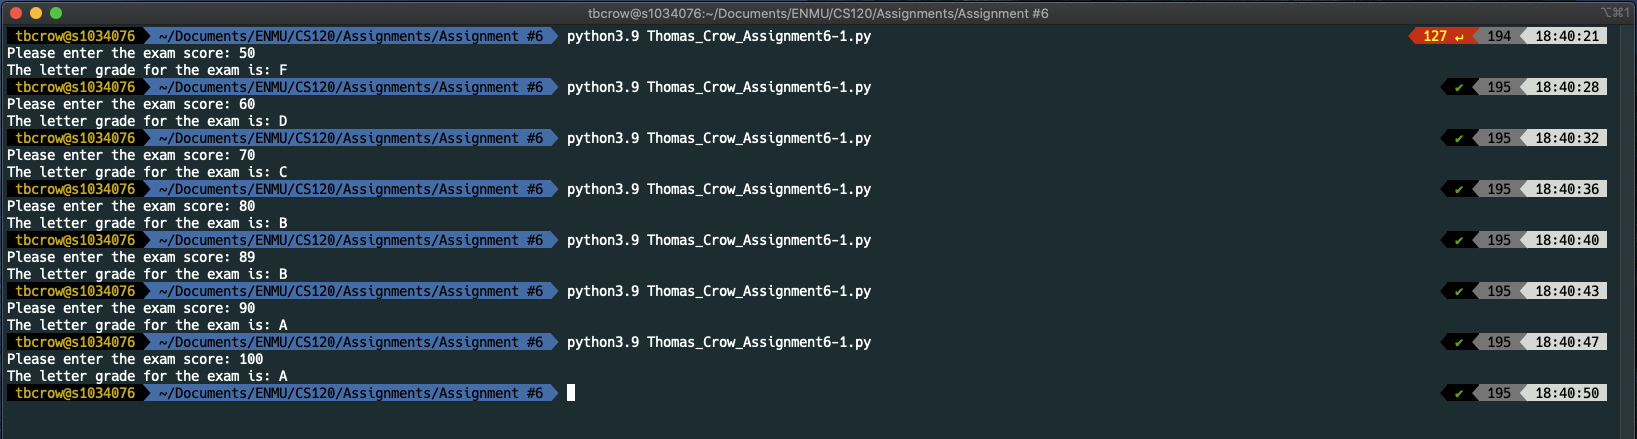 tbcrow@s1034076:~/Documents/ENMU/CS120/Assignments/Assignment #6 ⌥⌘1
tbcrow@s1034076 ~/Documents/ENMU/CS120/Assignments/Assignment #6 python3.9 Thomas_Crow_Assignment6-1.py 127 ↵ 194 18:40:21
Please enter the exam score: 50
The letter grade for the exam is: F
tbcrow@s1034076 ~/Documents/ENMU/CS120/Assignments/Assignment #6 python3.9 Thomas_Crow_Assignment6-1.py ✔ 195 18:40:28
Please enter the exam score: 60
The letter grade for the exam is: D
tbcrow@s1034076 ~/Documents/ENMU/CS120/Assignments/Assignment #6 python3.9 Thomas_Crow_Assignment6-1.py ✔ 195 18:40:32
Please enter the exam score: 70
The letter grade for the exam is: C
tbcrow@s1034076 ~/Documents/ENMU/CS120/Assignments/Assignment #6 python3.9 Thomas_Crow_Assignment6-1.py ✔ 195 18:40:36
Please enter the exam score: 80
The letter grade for the exam is: B
tbcrow@s1034076 ~/Documents/ENMU/CS120/Assignments/Assignment #6 python3.9 Thomas_Crow_Assignment6-1.py ✔ 195 18:40:40
Please enter the exam score: 89
The letter grade for the exam is: B
tbcrow@s1034076 ~/Documents/ENMU/CS120/Assignments/Assignment #6 python3.9 Thomas_Crow_Assignment6-1.py ✔ 195 18:40:43
Please enter the exam score: 90
The letter grade for the exam is: A
tbcrow@s1034076 ~/Documents/ENMU/CS120/Assignments/Assignment #6 python3.9 Thomas_Crow_Assignment6-1.py ✔ 195 18:40:47
Please enter the exam score: 100
The letter grade for the exam is: A
tbcrow@s1034076 ~/Documents/ENMU/CS120/Assignments/Assignment #6 ✔ 195 18:40:50